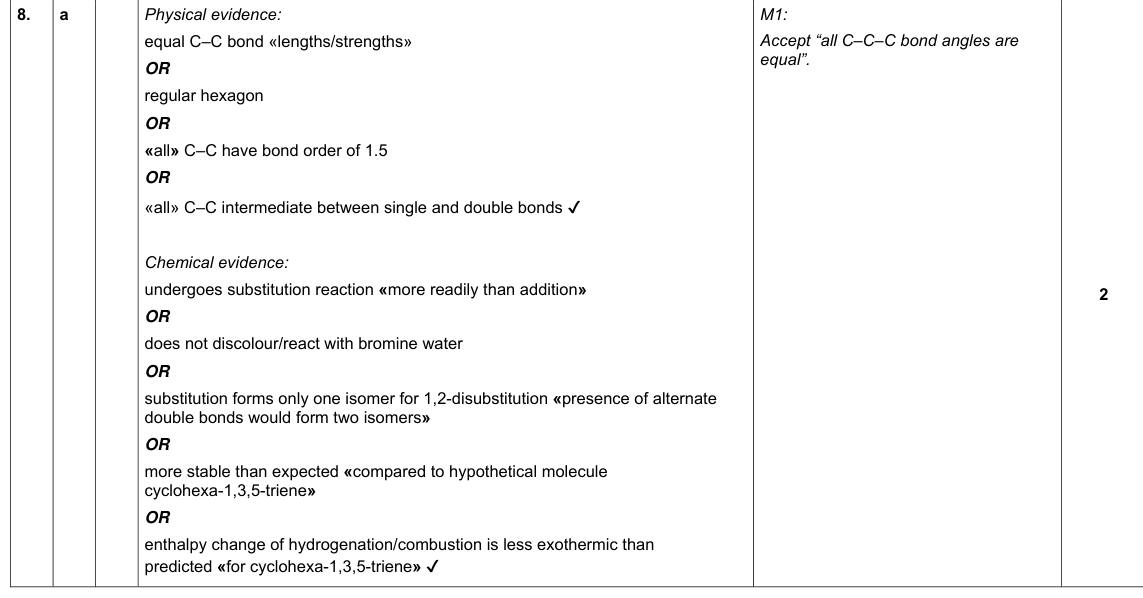 8.
a
Physical evidence:
equal C–C bond «lengths/strengths»
OR
regular hexagon
OR
«all» C–C have bond order of 1.5
OR
«all» C–C intermediate between single and double bonds ✓
Chemical evidence:
undergoes substitution reaction «more readily than addition»
OR
does not discolour/react with bromine water
OR
substitution forms only one isomer for 1,2-disubstitution «presence of alternate
double bonds would form two isomers»
OR
more stable than expected «compared to hypothetical molecule
cyclohexa-1,3,5-triene»
OR
enthalpy change of hydrogenation/combustion is less exothermic than
predicted «for cyclohexa-1,3,5-triene» ✓
M1:
Accept “all C–C–C bond angles are
equal”.
2